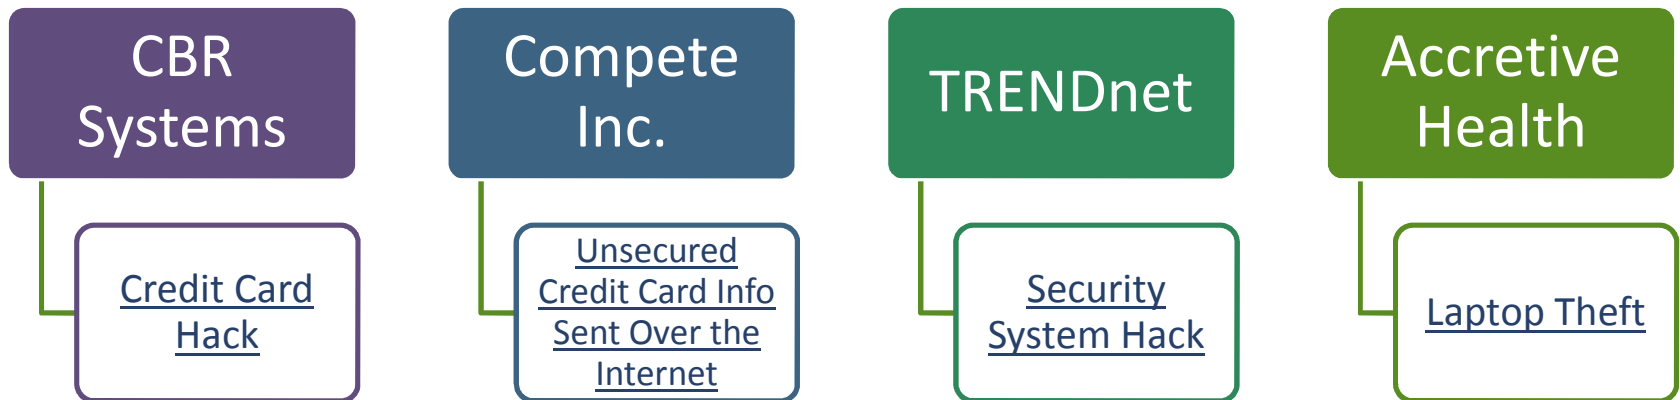 CBR
Systems
Credit Card
Hack
Compete
Inc.
Unsecured
Credit Card Info
Sent Over the
Internet
TRENDnet
Security
System Hack
Accretive
Health
Laptop Theft